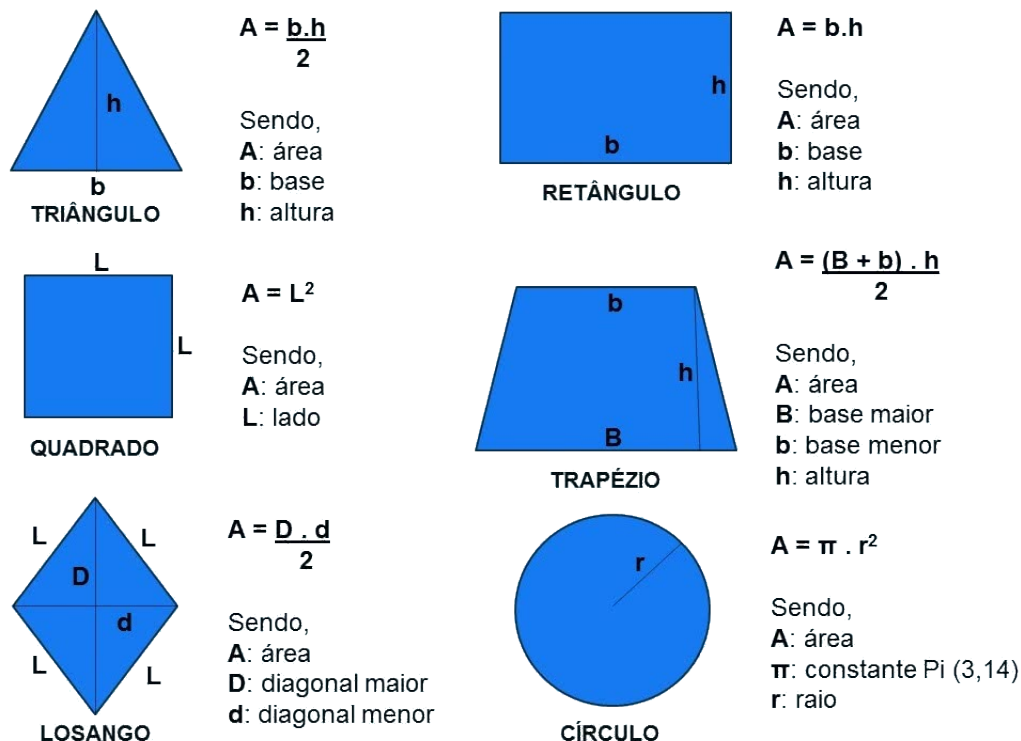 h
b
TRIÂNGULO
A = b.h
2
Sendo,
A: área
b: base
h: altura
h
b
RETÂNGULO
A = b.h
Sendo,
A: área
b: base
h: altura
L
L
QUADRADO
A = L²
Sendo,
A: área
L: lado
b
h
B
TRAPÉZIO
A = (B + b) . h
2
Sendo,
A: área
B: base maior
b: base menor
h: altura
L
L
D
d
L
L
LOSANGO
A = D . d
2
Sendo,
A: área
D: diagonal maior
d: diagonal menor
r
CÍRCULO
A = π . r²
Sendo,
A: área
π: constante Pi (3,14)
r: raio